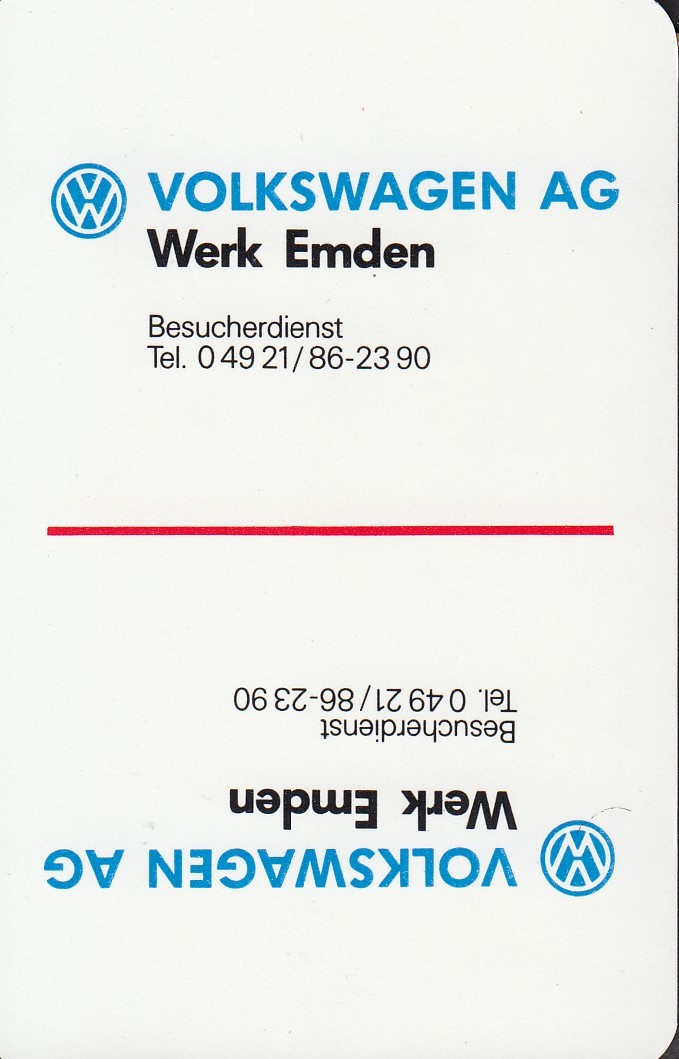 VOLKSWAGEN AG
Werk Emden
Besucherdienst
Tel. 0 49 21/86-23 90
VOLKSWAGEN AG
Werk Emden
Besucherdienst
Tel. 0 49 21/86-23 90